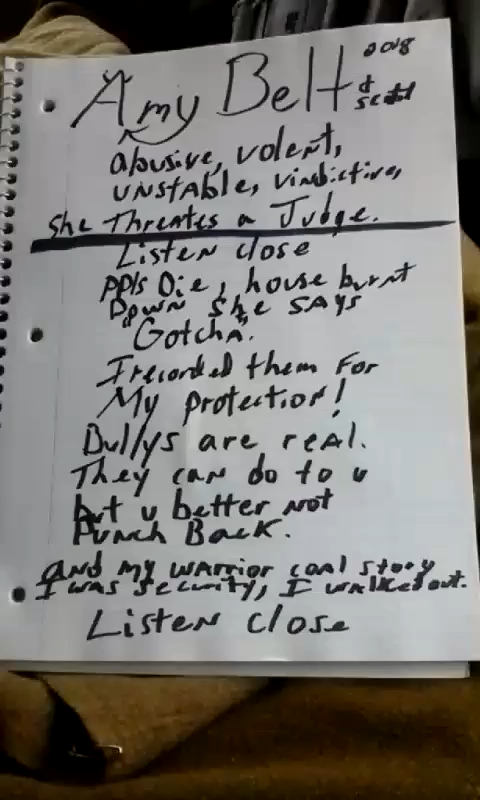 2018
Amy Belt
&
abusive, volent,
UNSTABLE, vindictive,
She Threates a Judge.
Listen close
ppls Die, house burnt
Down she says
"Gotcha".
I recorded them for
My protection!
Bullys are real.
They can do to u
but u better not
Punch Back.
and my warrior coal story
I was security, I walked out.
Listen close